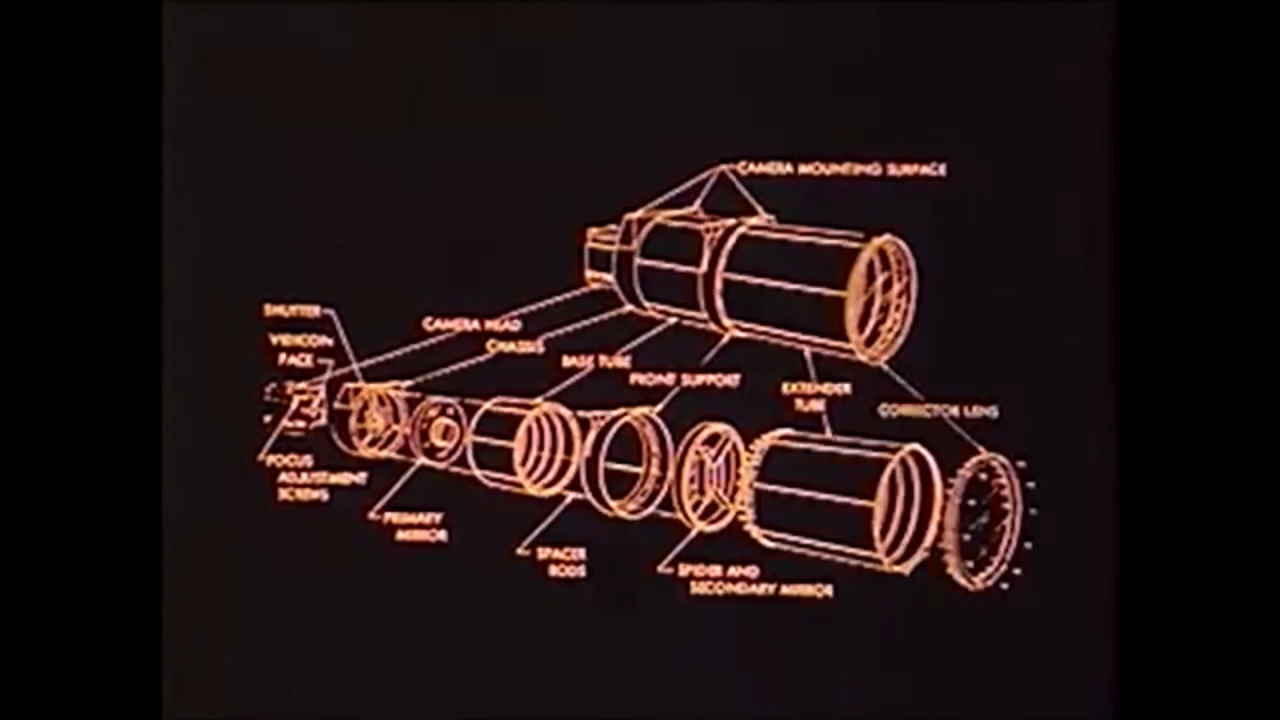 CAMERA MOUNTING SURFACE
SHUTTER
CAMERA HEAD
VIDICON
FACE
CHASSIS
BASE TUBE
FRONT SUPPORT
EXTENDER
TUBE
CORRECTOR LENS
FOCUS
ADJUSTMENT
SCREWS
PRIMARY
MIRROR
SPACER
RODS
SPIDER AND
SECONDARY MIRROR